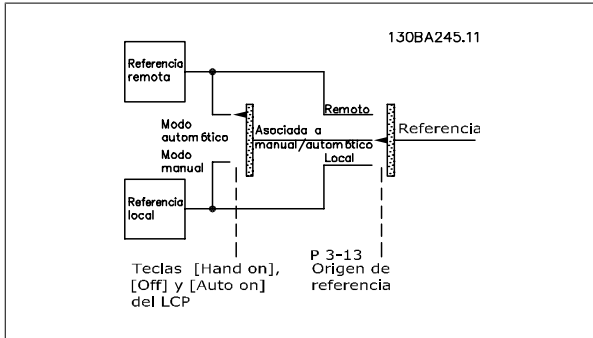 130BA245.11
Referencia
remota
Remoto
Modo
automático
Asociada a
manual/automático
Referencia
Modo
manual
Local
Referencia
local
Teclas [Hand on],
[Off] y [Auto on]
del LCP
P 3-13
Origen de
referencia